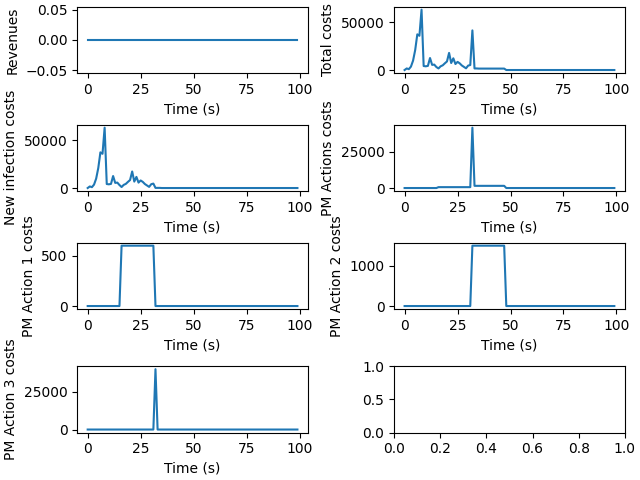 Revenues
0.05
0.00
−0.05
0 25 50 75 100
Time (s)
Total costs
50000
0
0 25 50 75 100
Time (s)
New infection costs
50000
0
0 25 50 75 100
Time (s)
PM Actions costs
25000
0
0 25 50 75 100
Time (s)
PM Action 1 costs
500
0
0 25 50 75 100
Time (s)
PM Action 2 costs
1000
0
0 25 50 75 100
Time (s)
PM Action 3 costs
25000
0
0 25 50 75 100
Time (s)
1.0
0.5
0.0
0.0 0.2 0.4 0.6 0.8 1.0